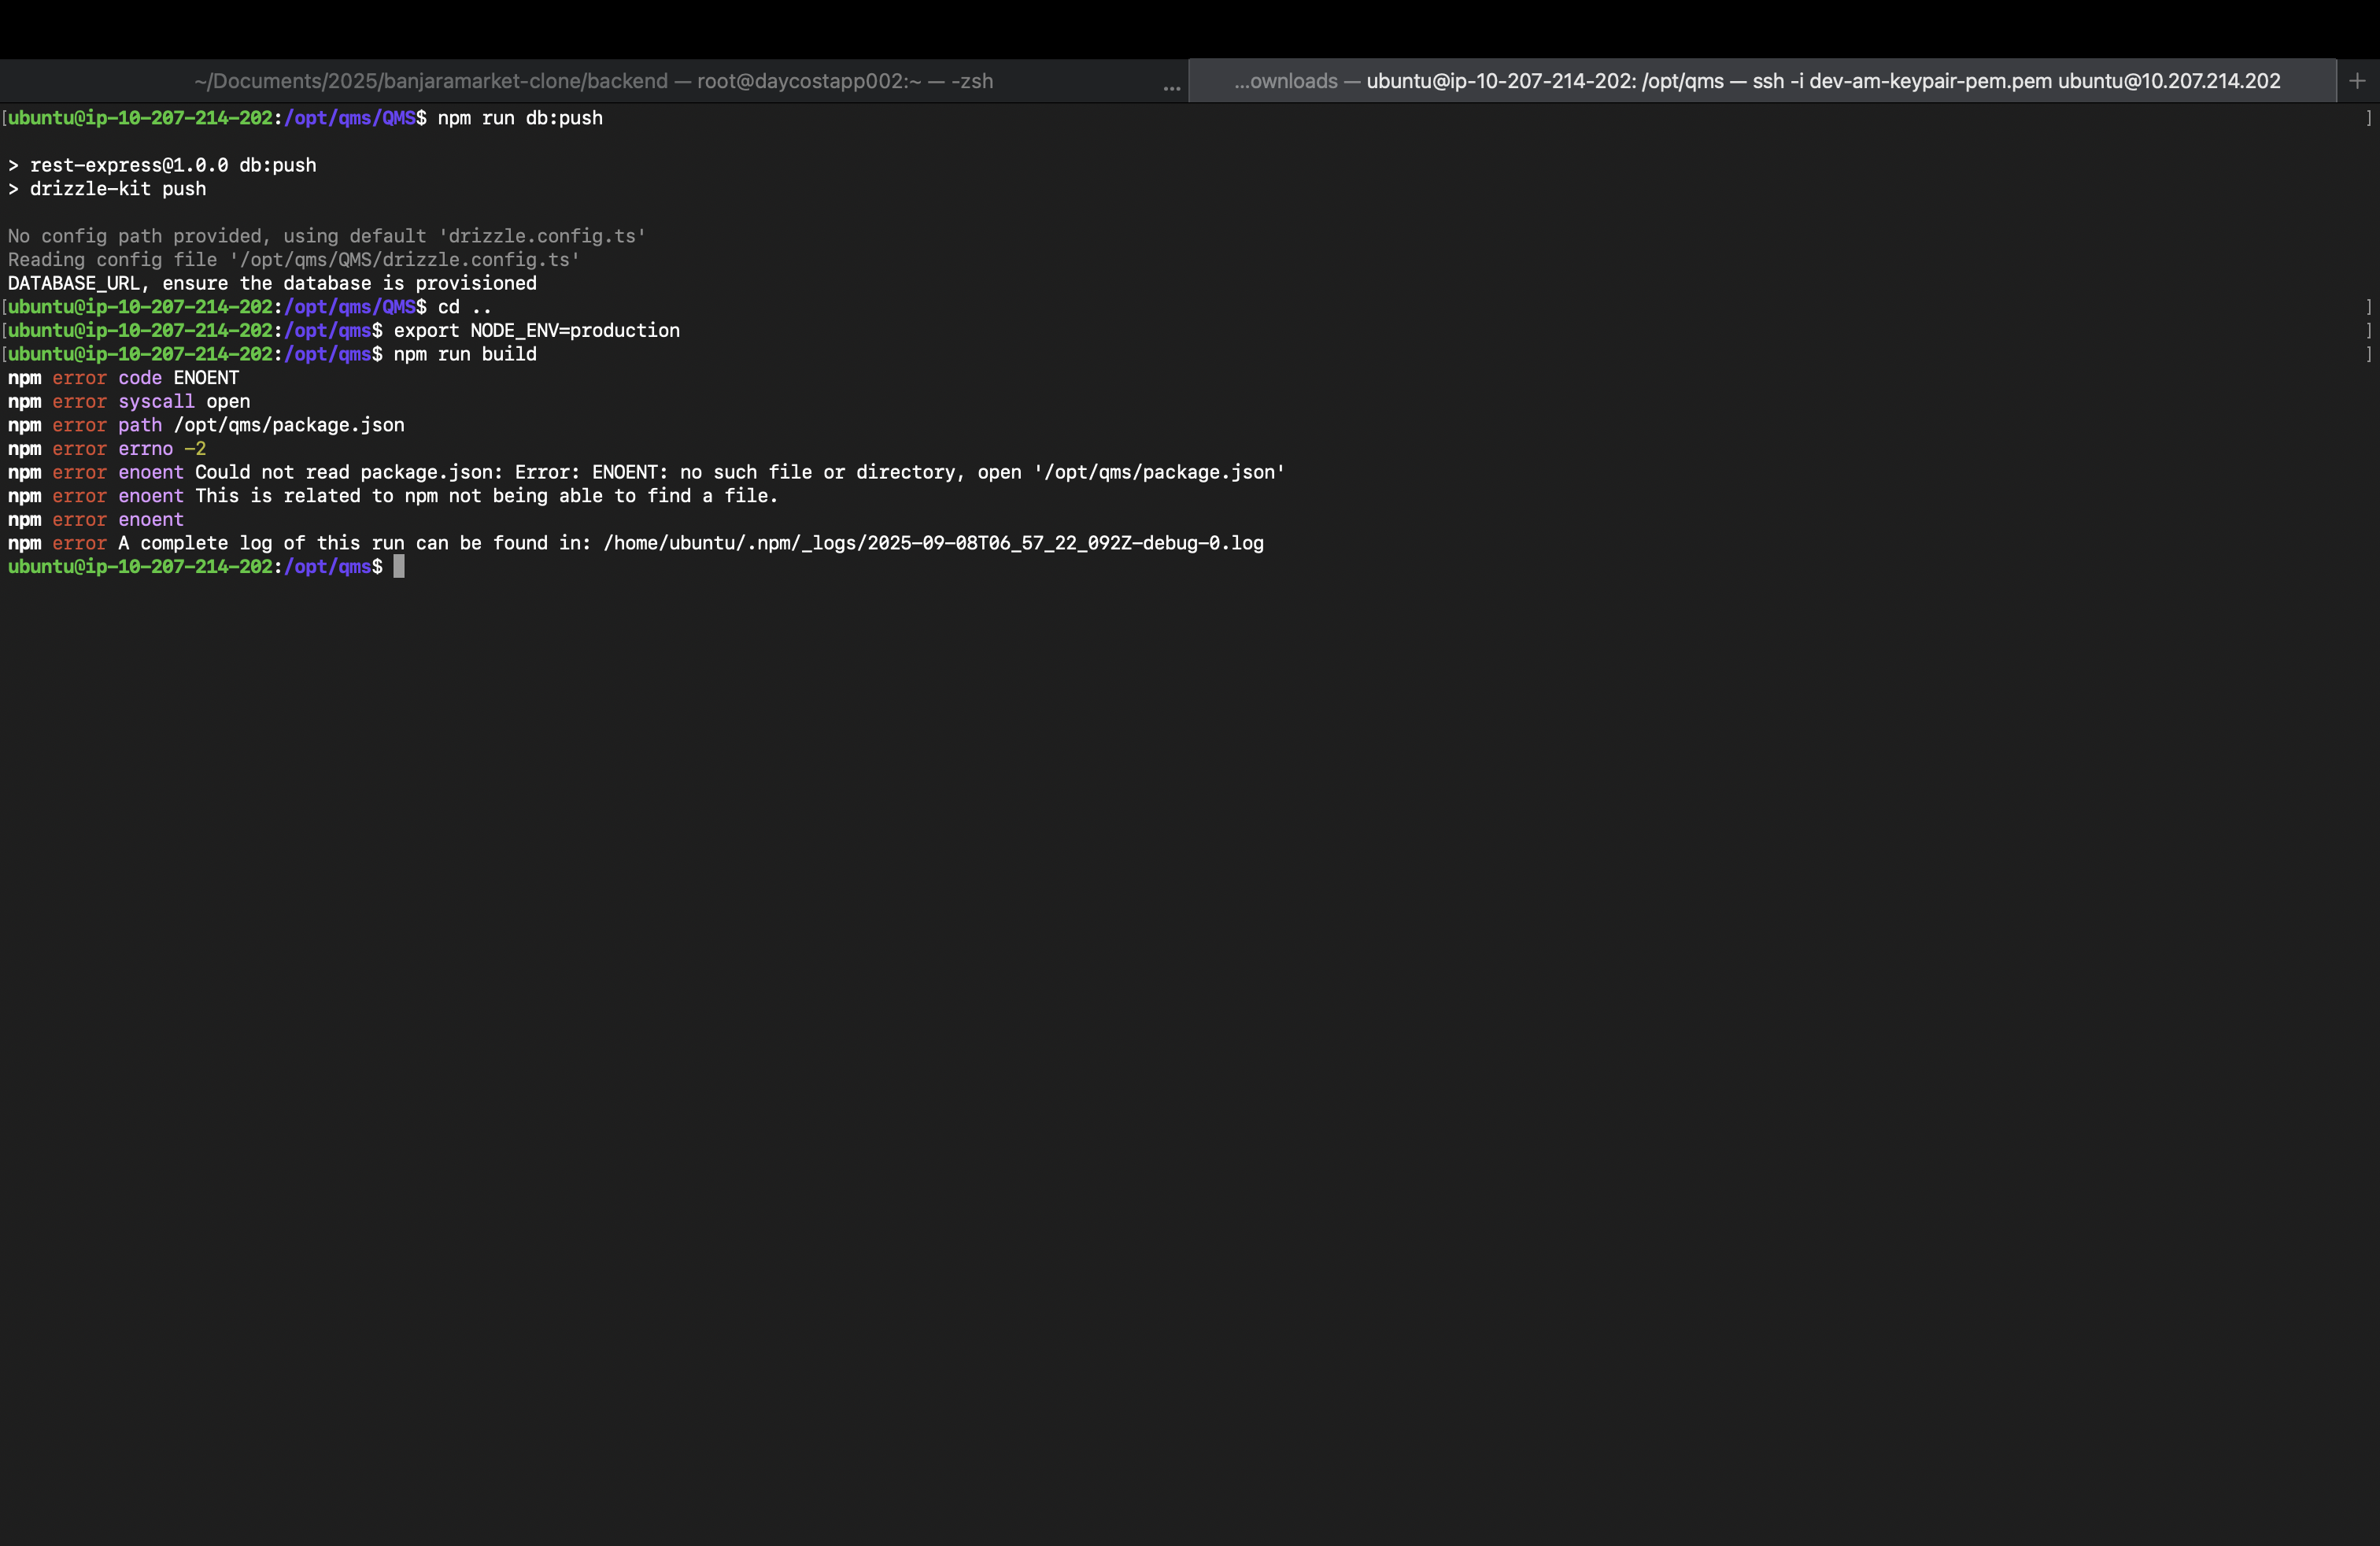 ~/Documents/2025/banjaramarket-clone/backend — root@daycostapp002:~ — -zsh
...
...ownloads — ubuntu@ip-10-207-214-202: /opt/qms — ssh -i dev-am-keypair-pem.pem ubuntu@10.207.214.202
+
[ubuntu@ip-10-207-214-202:/opt/qms/QMS$ npm run db:push ]
> rest-express@1.0.0 db:push
> drizzle-kit push
No config path provided, using default 'drizzle.config.ts'
Reading config file '/opt/qms/QMS/drizzle.config.ts'
DATABASE_URL, ensure the database is provisioned
[ubuntu@ip-10-207-214-202:/opt/qms/QMS$ cd .. ]
[ubuntu@ip-10-207-214-202:/opt/qms$ export NODE_ENV=production ]
[ubuntu@ip-10-207-214-202:/opt/qms$ npm run build ]
npm error code ENOENT
npm error syscall open
npm error path /opt/qms/package.json
npm error errno -2
npm error enoent Could not read package.json: Error: ENOENT: no such file or directory, open '/opt/qms/package.json'
npm error enoent This is related to npm not being able to find a file.
npm error enoent
npm error A complete log of this run can be found in: /home/ubuntu/.npm/_logs/2025-09-08T06_57_22_092Z-debug-0.log
ubuntu@ip-10-207-214-202:/opt/qms$